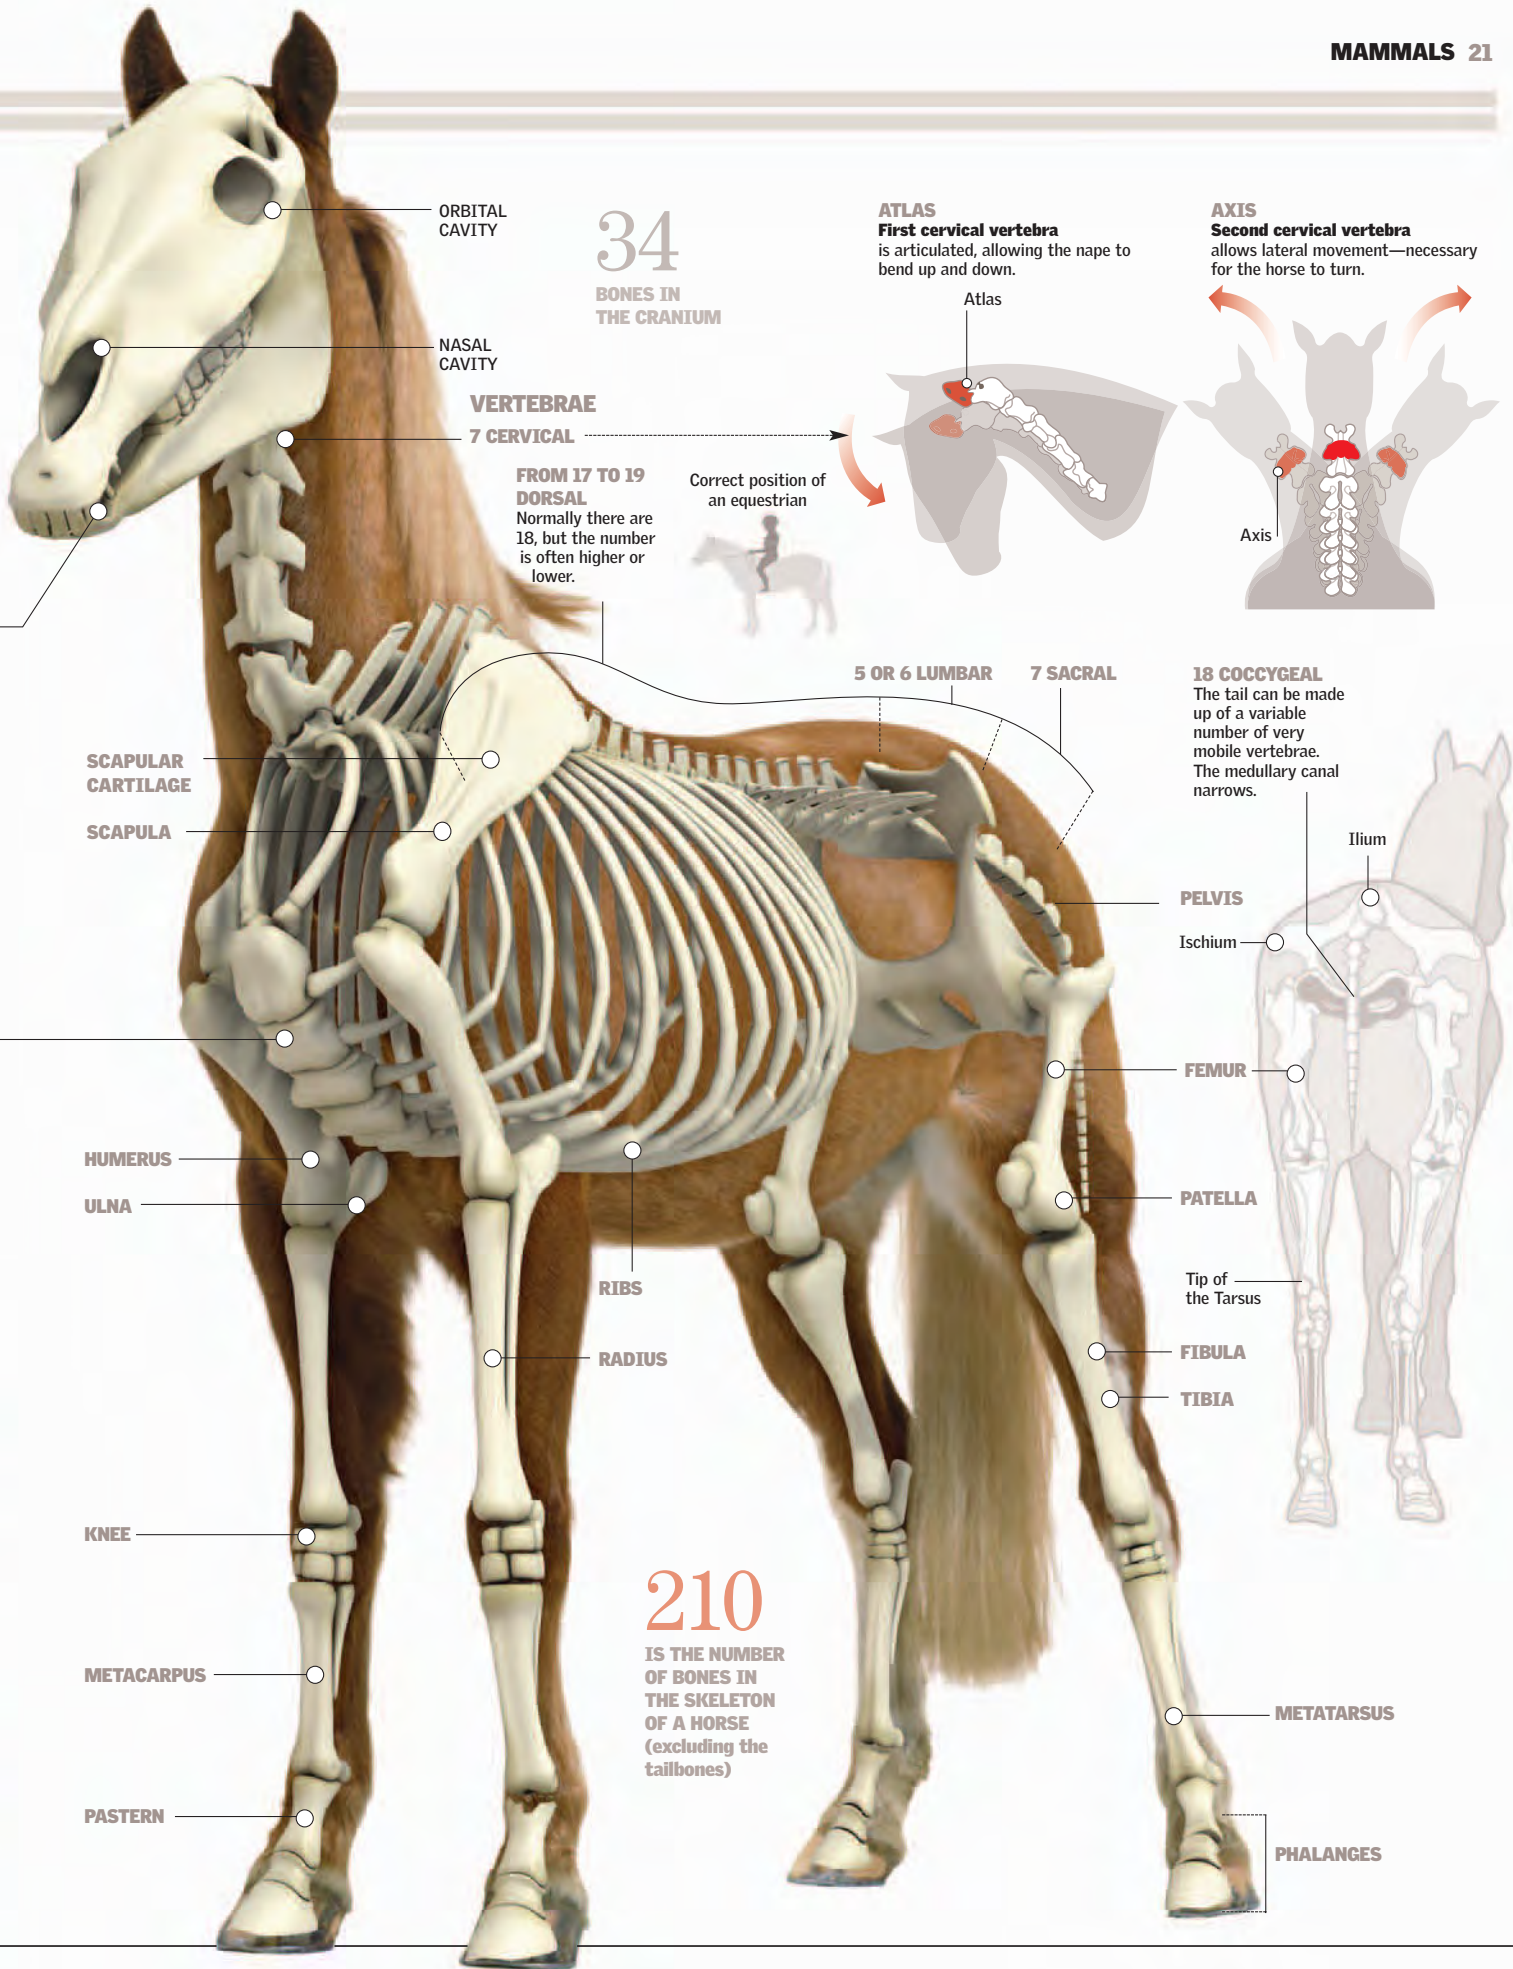 MAMMALS 21
ORBITAL
CAVITY
34
BONES IN
THE CRANIUM
ATLAS
First cervical vertebra
is articulated, allowing the nape to
bend up and down.
Atlas
AXIS
Second cervical vertebra
allows lateral movement—necessary
for the horse to turn.
Axis
NASAL
CAVITY
VERTEBRAE
7 CERVICAL
FROM 17 TO 19
DORSAL
Normally there are
18, but the number
is often higher or
lower.
Correct position of
an equestrian
5 OR 6 LUMBAR
7 SACRAL
18 COCCYGEAL
The tail can be made
up of a variable
number of very
mobile vertebrae.
The medullary canal
narrows.
SCAPULAR
CARTILAGE
SCAPULA
Ilium
PELVIS
Ischium
FEMUR
HUMERUS
ULNA
PATELLA
RIBS
Tip of
the Tarsus
RADIUS
FIBULA
TIBIA
KNEE
210
IS THE NUMBER
OF BONES IN
THE SKELETON
OF A HORSE
(excluding the
tailbones)
METACARPUS
METATARSUS
PASTERN
PHALANGES